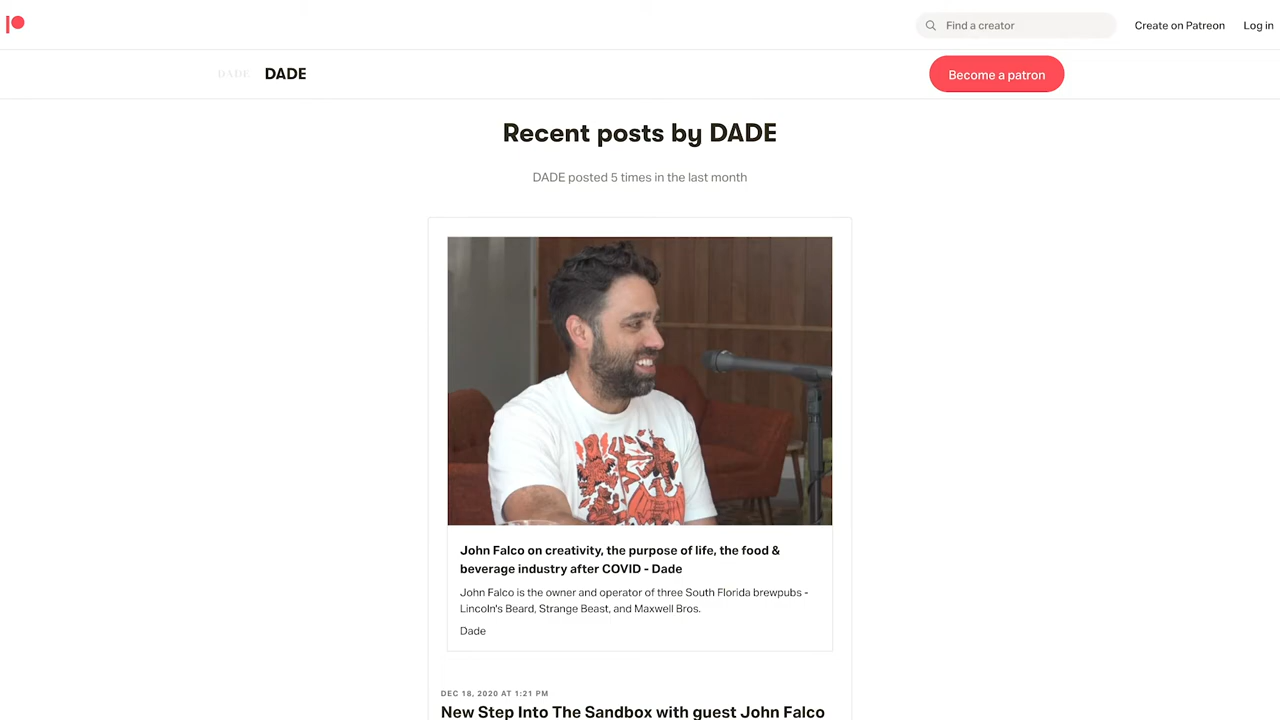 Find a creator
Create on Patreon
Log in
DADE
DADE
Become a patron
Recent posts by DADE
DADE posted 5 times in the last month
John Falco on creativity, the purpose of life, the food &
beverage industry after COVID - Dade
John Falco is the owner and operator of three South Florida brewpubs -
Lincoln's Beard, Strange Beast, and Maxwell Bros.
Dade
DEC 18, 2020 AT 1:21 PM
New Step Into The Sandbox with guest John Falco